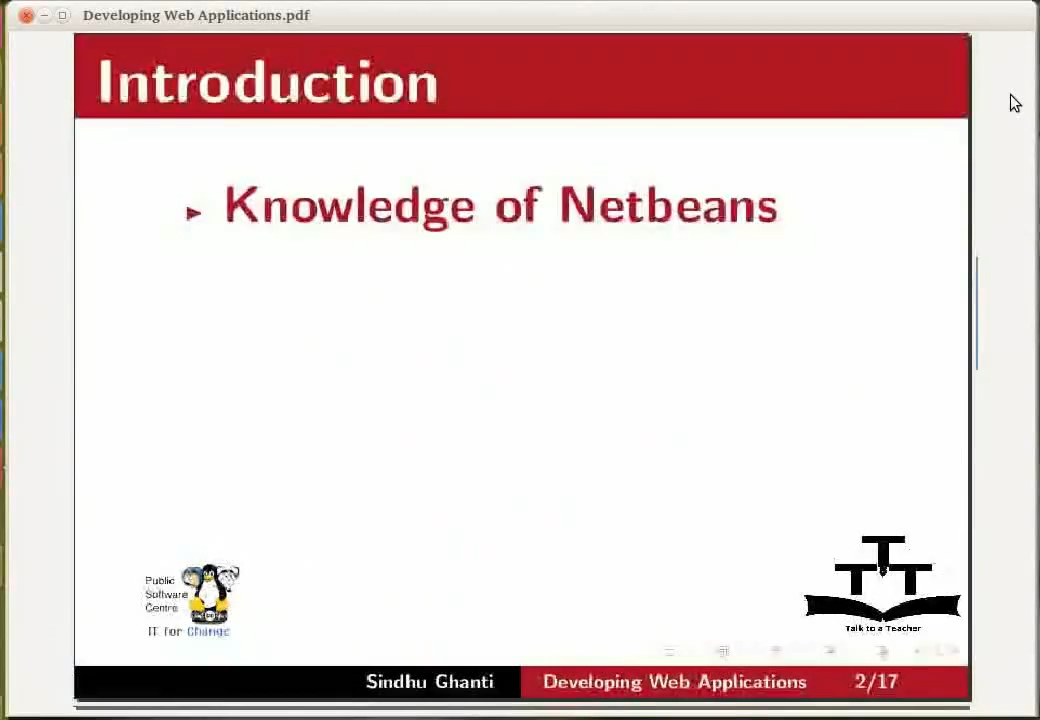 Developing Web Applications.pdf
Introduction
Knowledge of Netbeans
Public
Software
Centre
IT for Change
Talk to a Teacher
Sindhu Ghanti Developing Web Applications 2/17